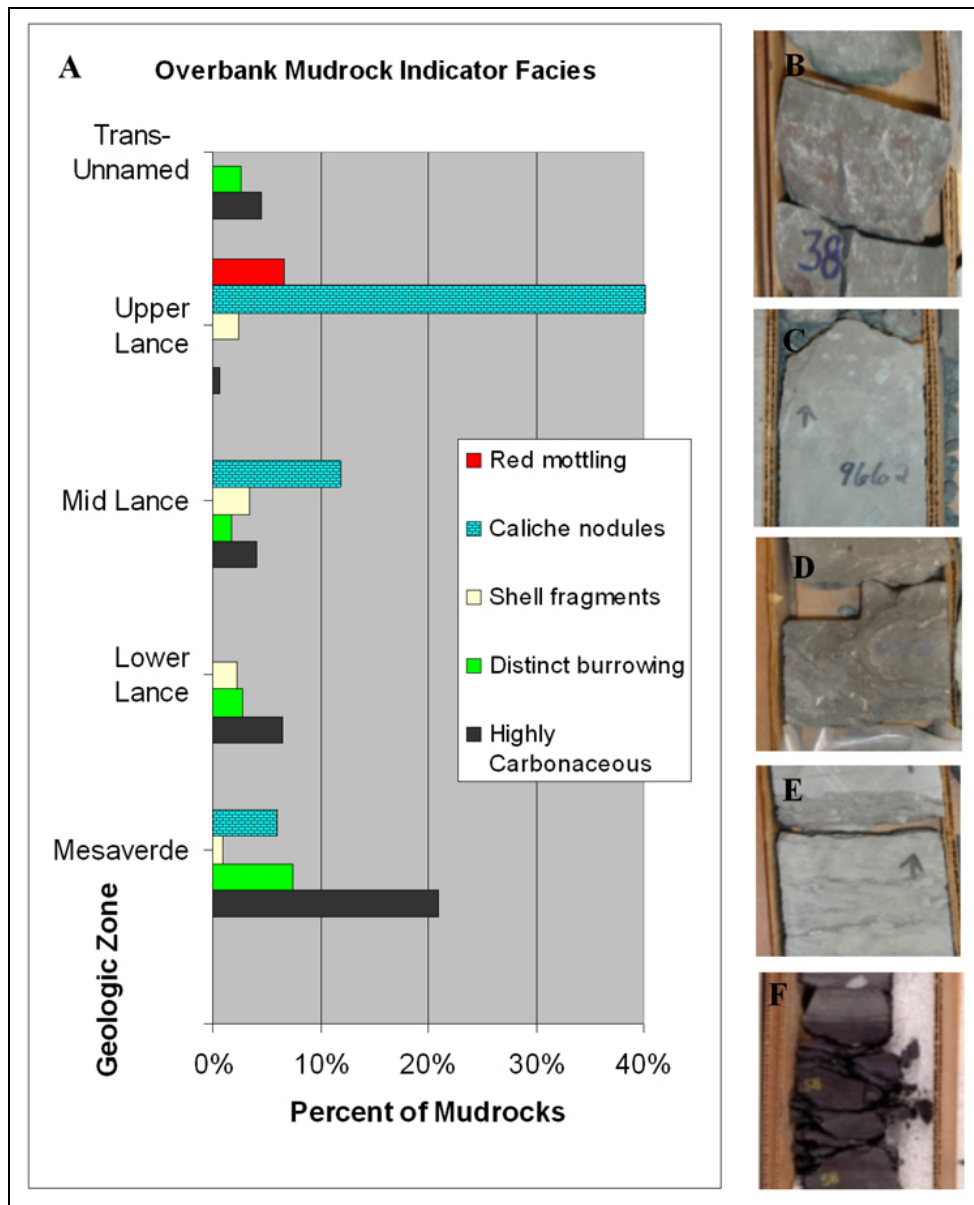 A
Overbank Mudrock Indicator Facies
Trans-
Unnamed
Upper
Lance
Mid Lance
Lower
Lance
Mesaverde
Geologic Zone
Red mottling
Caliche nodules
Shell fragments
Distinct burrowing
Highly
Carbonaceous
0% 10% 20% 30% 40%
Percent of Mudrocks
B
38
C
9662
D
E
F
58
58